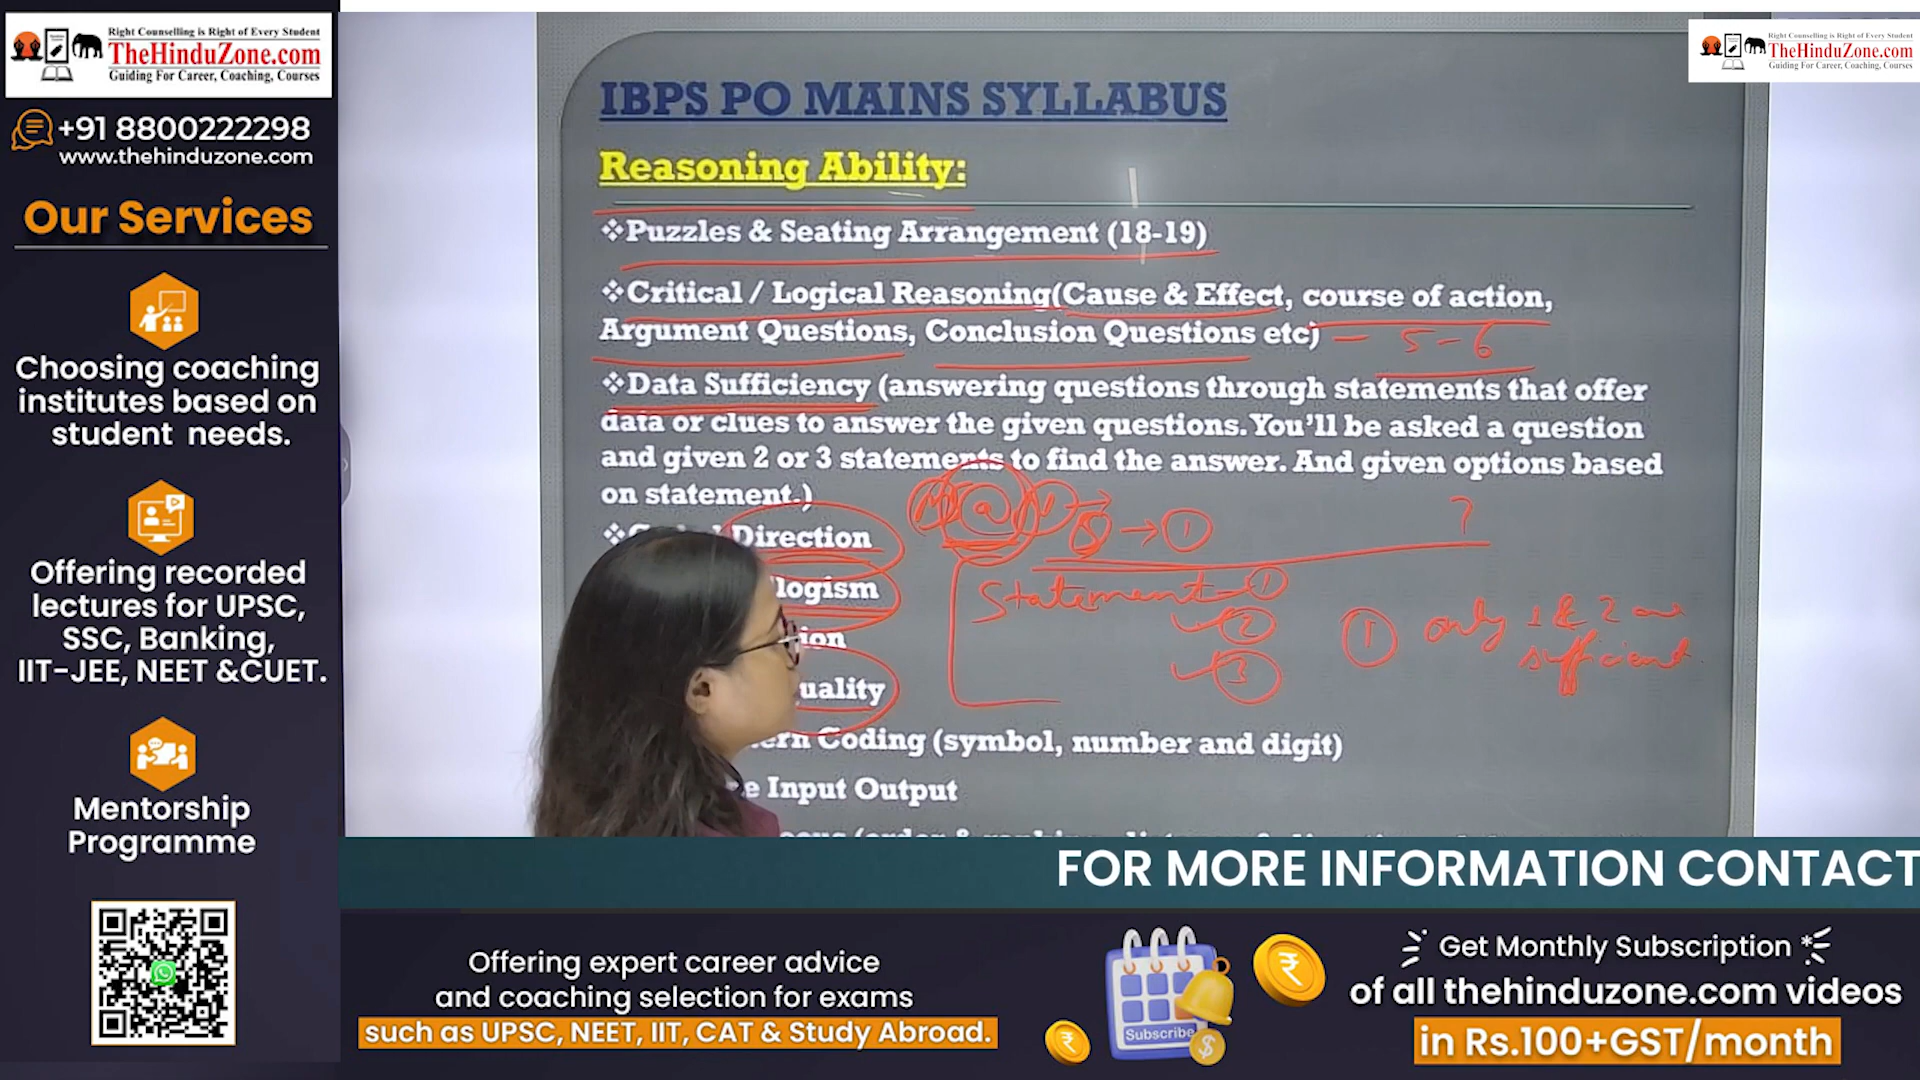 Right Counselling is Right of Every Student
TheHinduZone.com
Guiding For Career, Coaching, Courses
+91 8800222298
www.thehinduzone.com
Our Services
Choosing coaching
institutes based on
student needs.
Offering recorded
lectures for UPSC,
SSC, Banking,
IIT-JEE, NEET &CUET.
Mentorship
Programme
Right Counselling is Right of Every Student
TheHinduZone.com
Guiding For Career, Coaching, Courses
IBPS PO MAINS SYLLABUS
Reasoning Ability:
❖Puzzles & Seating Arrangement (18-19)
❖Critical / Logical Reasoning(Cause & Effect, course of action,
Argument Questions, Conclusion Questions etc) – 5-6
❖Data Sufficiency (answering questions through statements that offer
data or clues to answer the given questions. You'll be asked a question
and given 2 or 3 statements to find the answer. And given options based
on statement.)
Direction
@ → 1 ?
logism
Statement - 1
2
3
1 only 1 & 2 are
sufficient
ion
uality
ern Coding (symbol, number and digit)
e Input Output
FOR MORE INFORMATION CONTACT
Offering expert career advice
and coaching selection for exams
such as UPSC, NEET, IIT, CAT & Study Abroad.
Subscribe
Get Monthly Subscription
of all thehinduzone.com videos
in Rs.100+GST/month